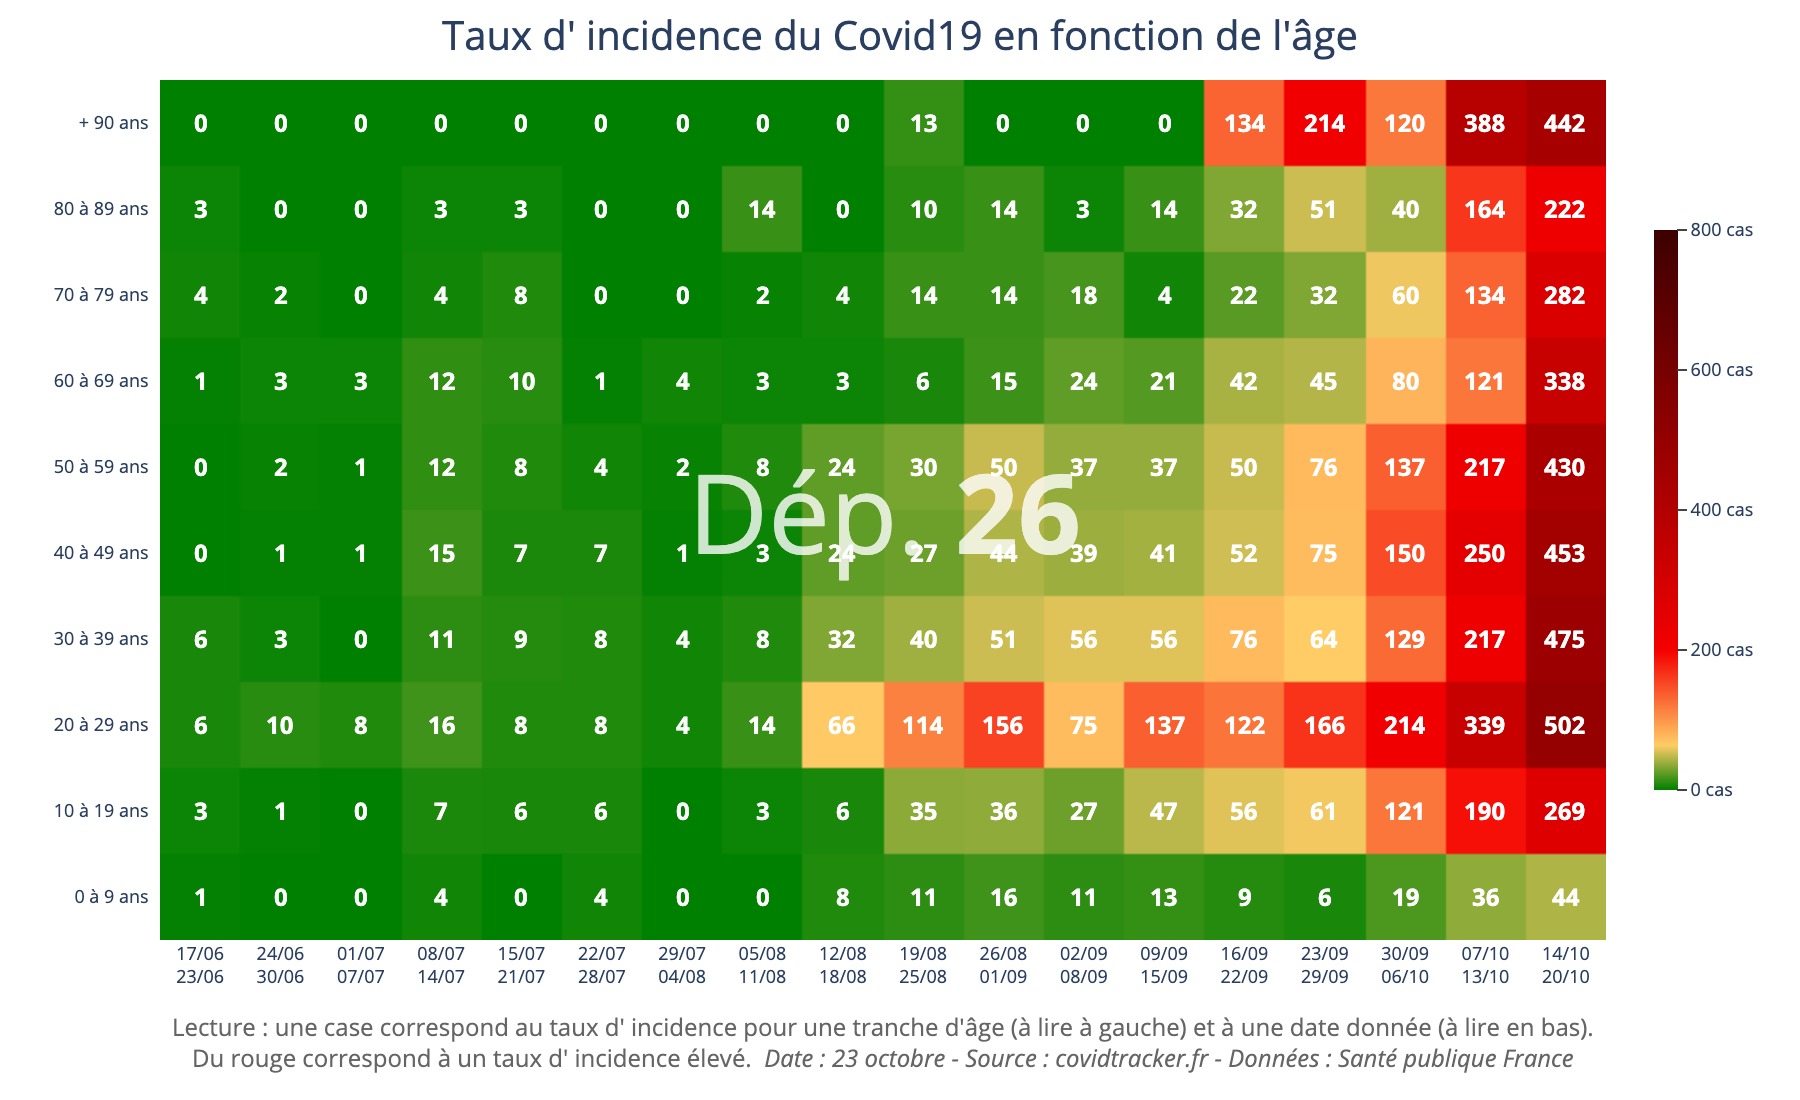 Taux d' incidence du Covid19 en fonction de l'âge
+ 90 ans 0 0 0 0 0 0 0 0 0 13 0 0 0 134 214 120 388 442
80 à 89 ans 3 0 0 3 3 0 0 14 0 10 14 3 14 32 51 40 164 222
70 à 79 ans 4 2 0 4 8 0 0 2 4 14 14 18 4 22 32 60 134 282
60 à 69 ans 1 3 3 12 10 1 4 3 3 6 15 24 21 42 45 80 121 338
50 à 59 ans 0 2 1 12 8 4 2 8 24 30 50 37 37 50 76 137 217 430
Dép. 26
40 à 49 ans 0 1 1 15 7 7 1 3 24 27 44 39 41 52 75 150 250 453
30 à 39 ans 6 3 0 11 9 8 4 8 32 40 51 56 56 76 64 129 217 475
20 à 29 ans 6 10 8 16 8 8 4 14 66 114 156 75 137 122 166 214 339 502
10 à 19 ans 3 1 0 7 6 6 0 3 6 35 36 27 47 56 61 121 190 269
0 à 9 ans 1 0 0 4 0 4 0 0 8 11 16 11 13 9 6 19 36 44
17/06 24/06 01/07 08/07 15/07 22/07 29/07 05/08 12/08 19/08 26/08 02/09 09/09 16/09 23/09 30/09 07/10 14/10
23/06 30/06 07/07 14/07 21/07 28/07 04/08 11/08 18/08 25/08 01/09 08/09 15/09 22/09 29/09 06/10 13/10 20/10
800 cas
600 cas
400 cas
200 cas
0 cas
Lecture : une case correspond au taux d' incidence pour une tranche d'âge (à lire à gauche) et à une date donnée (à lire en bas).
Du rouge correspond à un taux d' incidence élevé. Date : 23 octobre - Source : covidtracker.fr - Données : Santé publique France